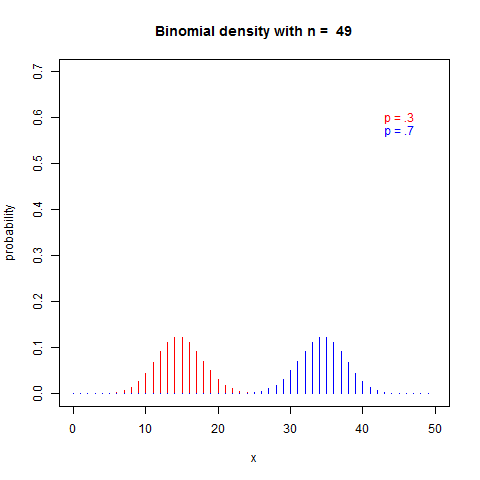 Binomial density with n =  49
0.7
0.6
0.5
0.4
0.3
0.2
0.1
0.0
probability
p = .3
p = .7
0 10 20 30 40 50
x